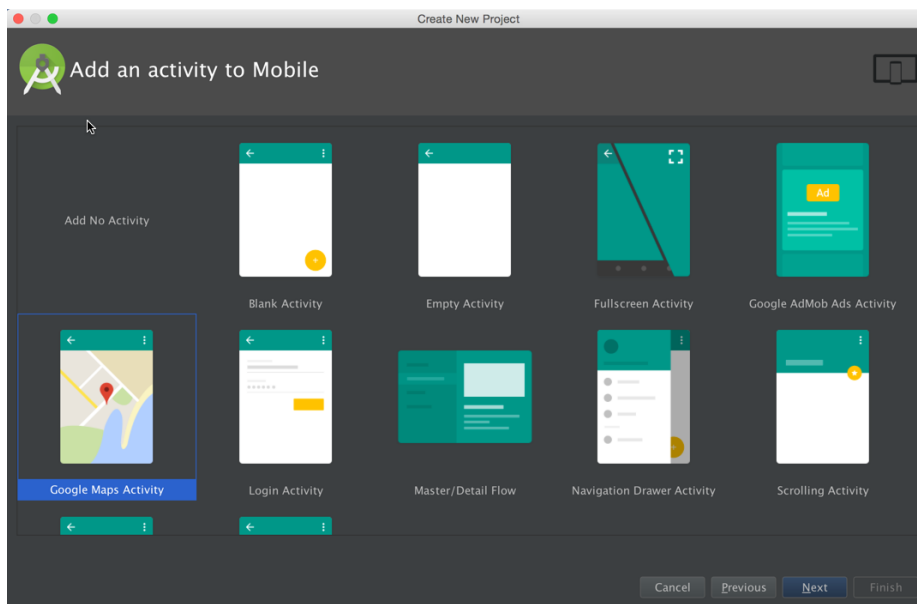 Create New Project
Add an activity to Mobile
Add No Activity
Blank Activity
Empty Activity
Fullscreen Activity
Ad
Google AdMob Ads Activity
Google Maps Activity
Login Activity
Master/Detail Flow
Navigation Drawer Activity
Scrolling Activity
Cancel
Previous
Next
Finish